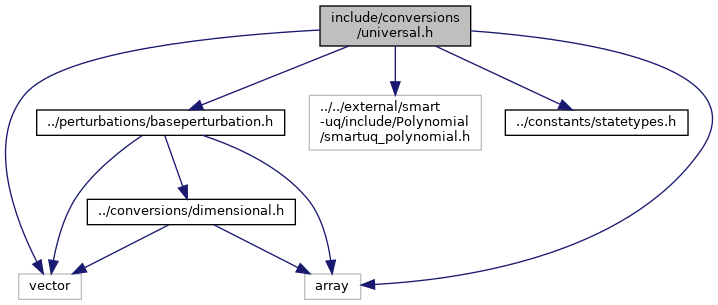 include/conversions
/universal.h
../perturbations/baseperturbation.h
../../external/smart
-uq/include/Polynomial
/smartuq_polynomial.h
../constants/statetypes.h
../conversions/dimensional.h
vector
array